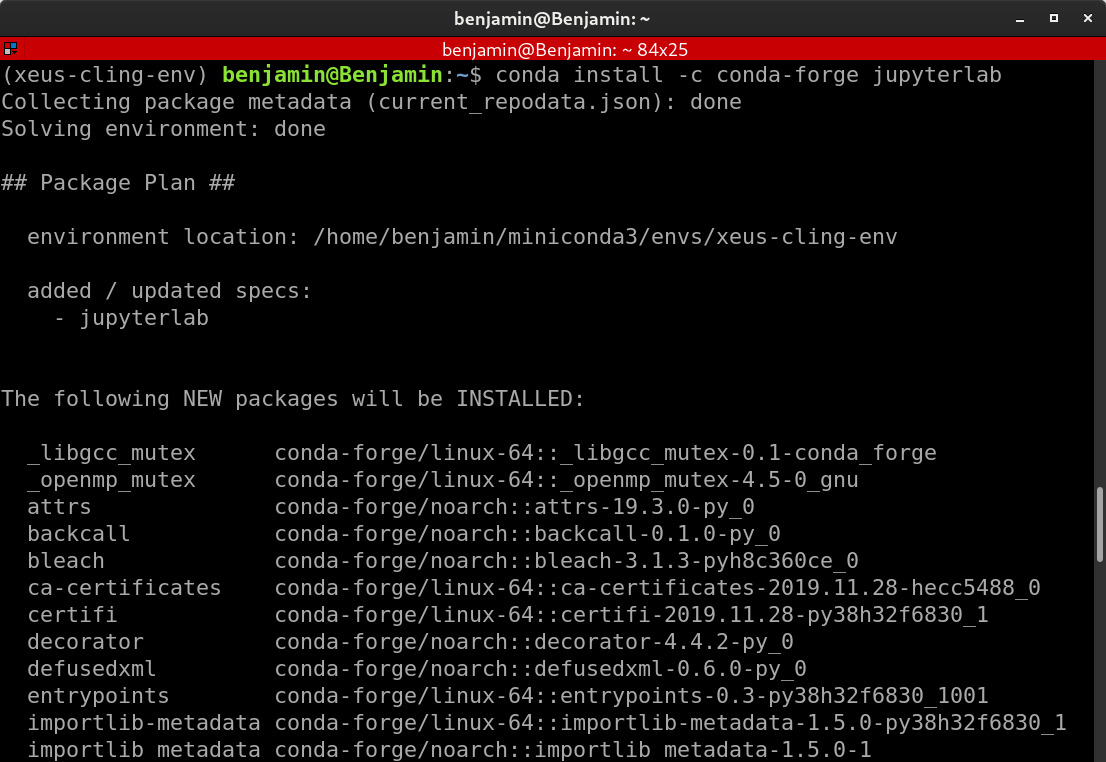 benjamin@Benjamin: ~
benjamin@Benjamin: ~ 84x25
(xeus-cling-env) benjamin@Benjamin:~$ conda install -c conda-forge jupyterlab
Collecting package metadata (current_repodata.json): done
Solving environment: done

## Package Plan ##

  environment location: /home/benjamin/miniconda3/envs/xeus-cling-env

  added / updated specs:
    - jupyterlab


The following NEW packages will be INSTALLED:

  _libgcc_mutex      conda-forge/linux-64::_libgcc_mutex-0.1-conda_forge
  _openmp_mutex      conda-forge/linux-64::_openmp_mutex-4.5-0_gnu
  attrs              conda-forge/noarch::attrs-19.3.0-py_0
  backcall           conda-forge/noarch::backcall-0.1.0-py_0
  bleach             conda-forge/noarch::bleach-3.1.3-pyh8c360ce_0
  ca-certificates    conda-forge/linux-64::ca-certificates-2019.11.28-hecc5488_0
  certifi            conda-forge/linux-64::certifi-2019.11.28-py38h32f6830_1
  decorator          conda-forge/noarch::decorator-4.4.2-py_0
  defusedxml         conda-forge/noarch::defusedxml-0.6.0-py_0
  entrypoints        conda-forge/linux-64::entrypoints-0.3-py38h32f6830_1001
  importlib-metadata conda-forge/linux-64::importlib-metadata-1.5.0-py38h32f6830_1
  importlib_metadata conda-forge/noarch::importlib_metadata-1.5.0-1